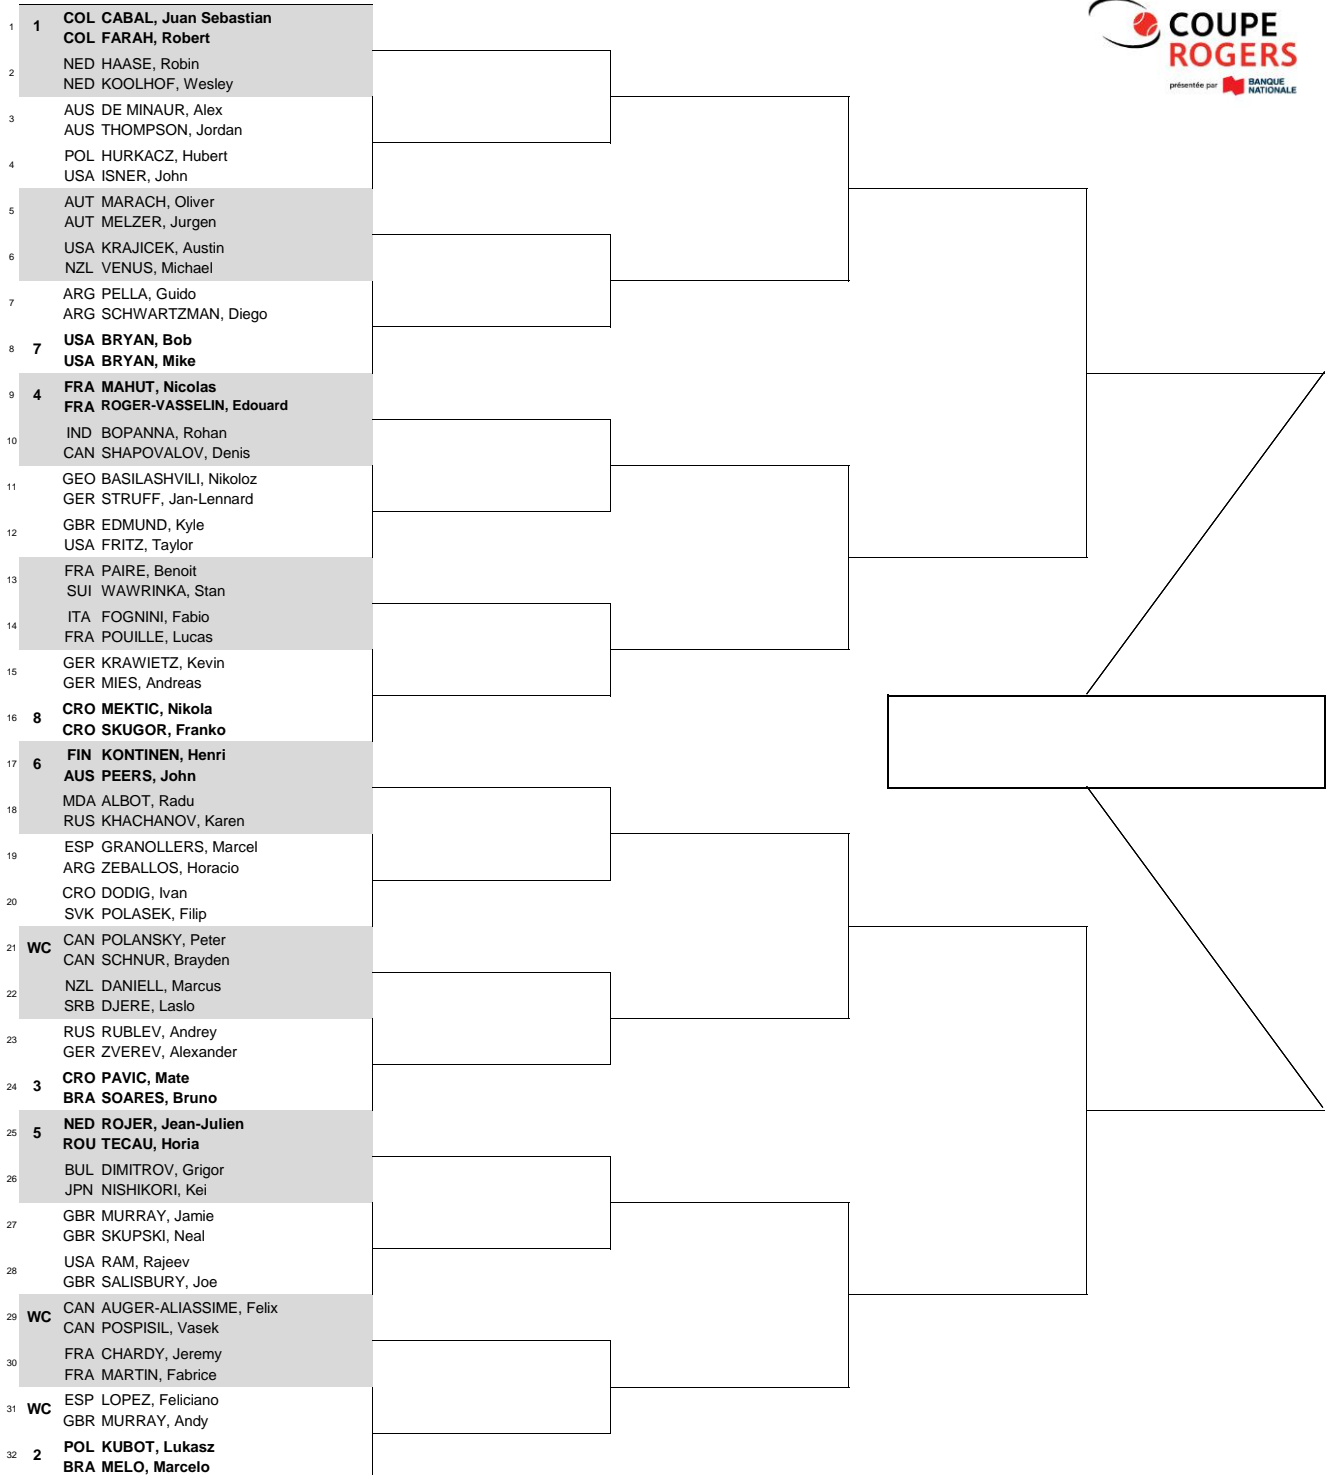 COUPE
ROGERS
présentée par BANQUE
NATIONALE
1 1 COL CABAL, Juan Sebastian
COL FARAH, Robert
2 NED HAASE, Robin
NED KOOLHOF, Wesley
3 AUS DE MINAUR, Alex
AUS THOMPSON, Jordan
4 POL HURKACZ, Hubert
USA ISNER, John
5 AUT MARACH, Oliver
AUT MELZER, Jurgen
6 USA KRAJICEK, Austin
NZL VENUS, Michael
7 ARG PELLA, Guido
ARG SCHWARTZMAN, Diego
8 7 USA BRYAN, Bob
USA BRYAN, Mike
9 4 FRA MAHUT, Nicolas
FRA ROGER-VASSELIN, Edouard
10 IND BOPANNA, Rohan
CAN SHAPOVALOV, Denis
11 GEO BASILASHVILI, Nikoloz
GER STRUFF, Jan-Lennard
12 GBR EDMUND, Kyle
USA FRITZ, Taylor
13 FRA PAIRE, Benoit
SUI WAWRINKA, Stan
14 ITA FOGNINI, Fabio
FRA POUILLE, Lucas
15 GER KRAWIETZ, Kevin
GER MIES, Andreas
16 8 CRO MEKTIC, Nikola
CRO SKUGOR, Franko
17 6 FIN KONTINEN, Henri
AUS PEERS, John
18 MDA ALBOT, Radu
RUS KHACHANOV, Karen
19 ESP GRANOLLERS, Marcel
ARG ZEBALLOS, Horacio
20 CRO DODIG, Ivan
SVK POLASEK, Filip
21 WC CAN POLANSKY, Peter
CAN SCHNUR, Brayden
22 NZL DANIELL, Marcus
SRB DJERE, Laslo
23 RUS RUBLEV, Andrey
GER ZVEREV, Alexander
24 3 CRO PAVIC, Mate
BRA SOARES, Bruno
25 5 NED ROJER, Jean-Julien
ROU TECAU, Horia
26 BUL DIMITROV, Grigor
JPN NISHIKORI, Kei
27 GBR MURRAY, Jamie
GBR SKUPSKI, Neal
28 USA RAM, Rajeev
GBR SALISBURY, Joe
29 WC CAN AUGER-ALIASSIME, Felix
CAN POSPISIL, Vasek
30 FRA CHARDY, Jeremy
FRA MARTIN, Fabrice
31 WC ESP LOPEZ, Feliciano
GBR MURRAY, Andy
32 2 POL KUBOT, Lukasz
BRA MELO, Marcelo